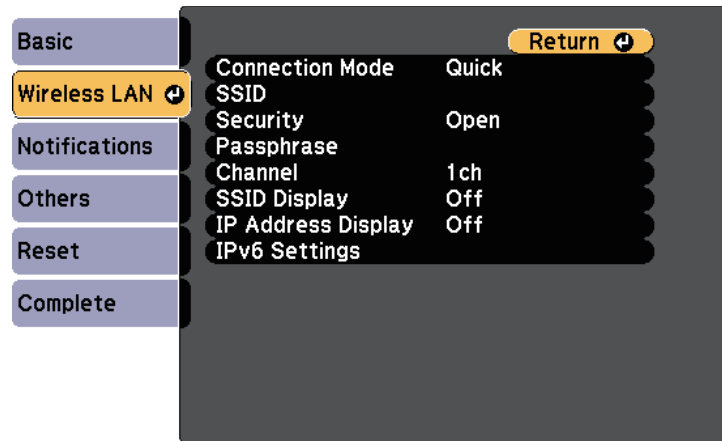 Basic
Wireless LAN
Notifications
Others
Reset
Complete
Return
Connection Mode Quick
SSID
Security Open
Passphrase
Channel 1ch
SSID Display Off
IP Address Display Off
IPv6 Settings